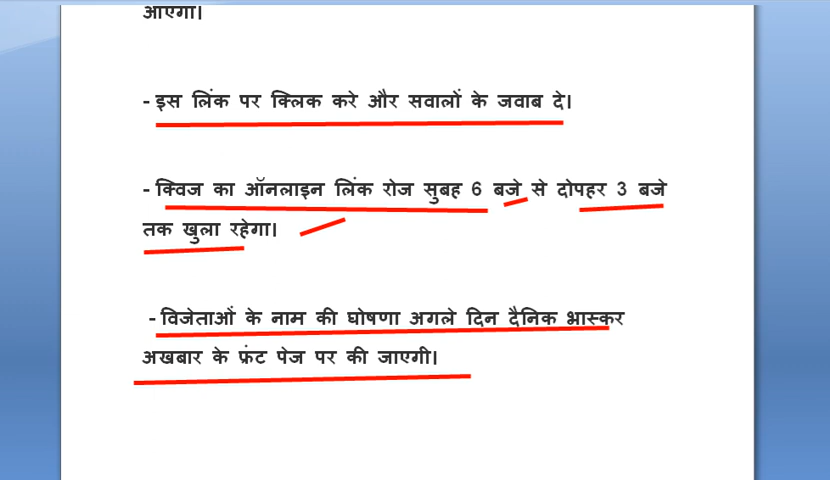 आएगा।
- इस लिंक पर क्लिक करे और सवालों के जवाब दे।
- क्विज का ऑनलाइन लिंक रोज सुबह 6 बजे से दोपहर 3 बजे
तक खुला रहेगा।
- विजेताओं के नाम की घोषणा अगले दिन दैनिक भास्कर
अखबार के फ्रंट पेज पर की जाएगी।